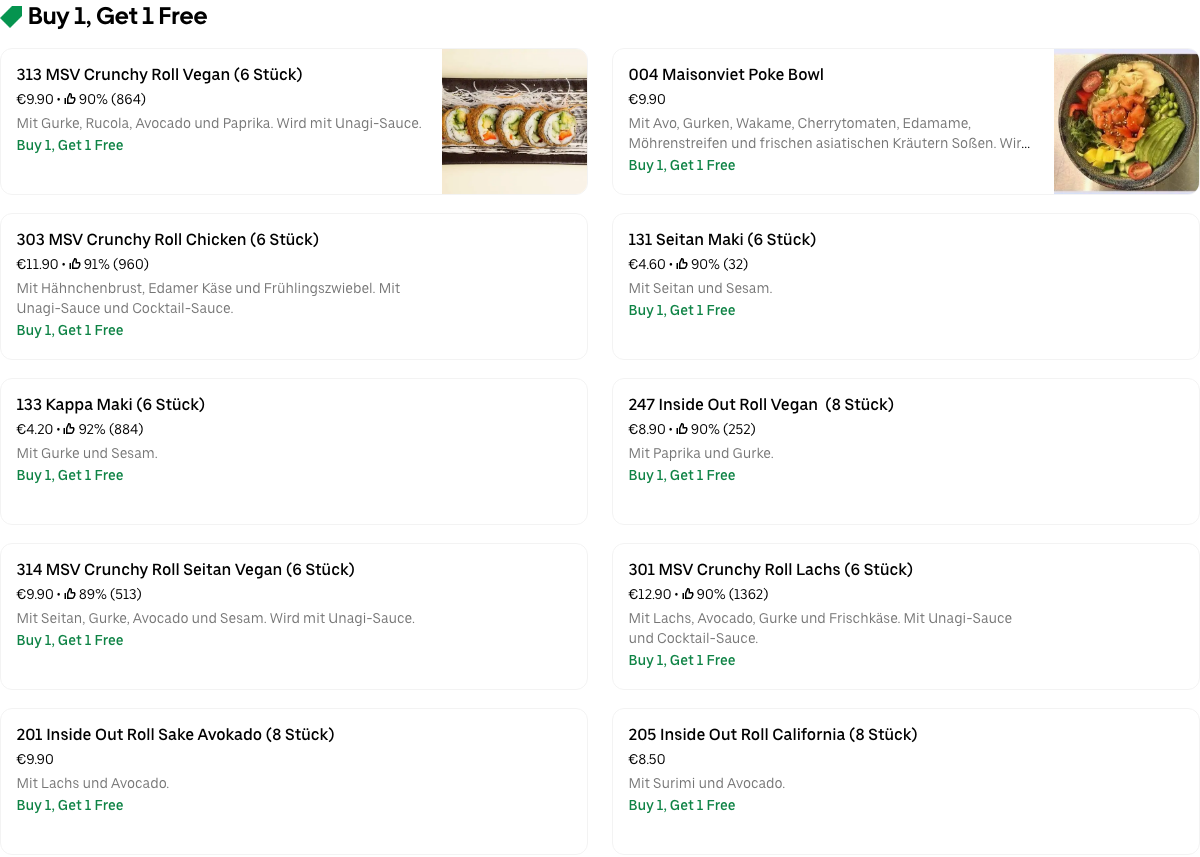 Buy 1, Get 1 Free
313 MSV Crunchy Roll Vegan (6 Stück)
€9.90 • 90% (864)
Mit Gurke, Rucola, Avocado und Paprika. Wird mit Unagi-Sauce.
Buy 1, Get 1 Free
004 Maisonviet Poke Bowl
€9.90
Mit Avo, Gurken, Wakame, Cherrytomaten, Edamame,
Möhrenstreifen und frischen asiatischen Kräutern Soßen. Wir...
Buy 1, Get 1 Free
303 MSV Crunchy Roll Chicken (6 Stück)
€11.90 • 91% (960)
Mit Hähnchenbrust, Edamer Käse und Frühlingszwiebel. Mit
Unagi-Sauce und Cocktail-Sauce.
Buy 1, Get 1 Free
131 Seitan Maki (6 Stück)
€4.60 • 90% (32)
Mit Seitan und Sesam.
Buy 1, Get 1 Free
133 Kappa Maki (6 Stück)
€4.20 • 92% (884)
Mit Gurke und Sesam.
Buy 1, Get 1 Free
247 Inside Out Roll Vegan  (8 Stück)
€8.90 • 90% (252)
Mit Paprika und Gurke.
Buy 1, Get 1 Free
314 MSV Crunchy Roll Seitan Vegan (6 Stück)
€9.90 • 89% (513)
Mit Seitan, Gurke, Avocado und Sesam. Wird mit Unagi-Sauce.
Buy 1, Get 1 Free
301 MSV Crunchy Roll Lachs (6 Stück)
€12.90 • 90% (1362)
Mit Lachs, Avocado, Gurke und Frischkäse. Mit Unagi-Sauce
und Cocktail-Sauce.
Buy 1, Get 1 Free
201 Inside Out Roll Sake Avokado (8 Stück)
€9.90
Mit Lachs und Avocado.
Buy 1, Get 1 Free
205 Inside Out Roll California (8 Stück)
€8.50
Mit Surimi und Avocado.
Buy 1, Get 1 Free